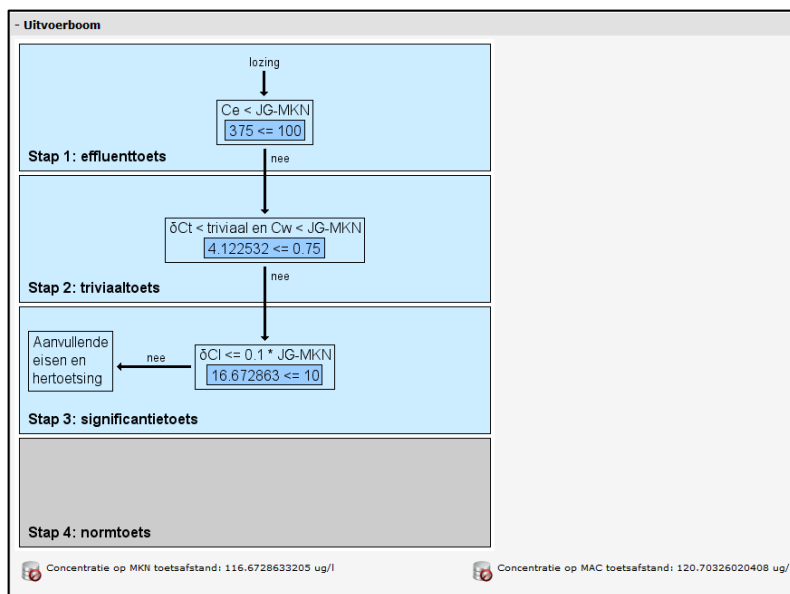 - Uitvoerboom
lozing
Ce < JG-MKN
375 <= 100
Stap 1: effluenttoets
nee
δCt < triviaal en Cw < JG-MKN
4.122532 <= 0.75
nee
Stap 2: triviaaltoets
Aanvullende
eisen en
hertoetsing
nee
δCl <= 0.1 * JG-MKN
16.672863 <= 10
Stap 3: significantietoets
Stap 4: normtoets
Concentratie op MKN toetsafstand: 116.6728633205 ug/l
Concentratie op MAC toetsafstand: 120.70326020408 ug/